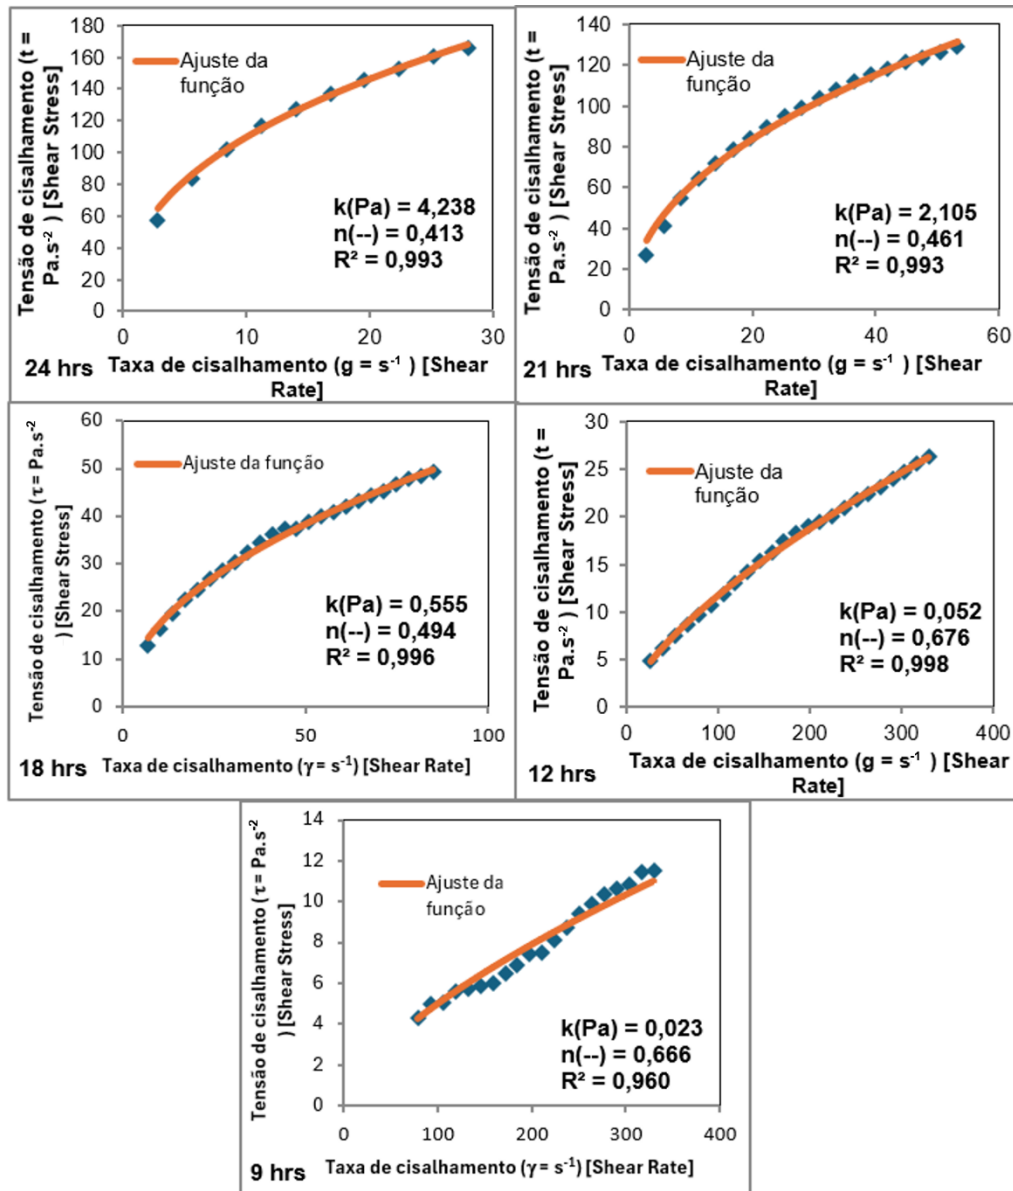 Tensão de cisalhamento (t =
Pa.s⁻² ) [Shear Stress]
180
160
140
120
100
80
60
40
20
0
Ajuste da
função
k(Pa) = 4,238
n(--) = 0,413
R² = 0,993
0 10 20 30
24 hrs Taxa de cisalhamento (g = s⁻¹ ) [Shear
Rate]
Tensão de cisalhamento (t =
Pa.s⁻² ) [Shear Stress]
140
120
100
80
60
40
20
0
Ajuste da
função
k(Pa) = 2,105
n(--) = 0,461
R² = 0,993
0 20 40 60
21 hrs Taxa de cisalhamento (g = s⁻¹ ) [Shear
Rate]
Tensão de cisalhamento (τ = Pa.s⁻²
) [Shear Stress]
60
50
40
30
20
10
0
Ajuste da função
k(Pa) = 0,555
n(--) = 0,494
R² = 0,996
0 50 100
18 hrs Taxa de cisalhamento (γ = s⁻¹) [Shear Rate]
Tensão de cisalhamento (t =
Pa.s⁻² ) [Shear Stress]
30
25
20
15
10
5
0
Ajuste da
função
k(Pa) = 0,052
n(--) = 0,676
R² = 0,998
0 100 200 300 400
12 hrs Taxa de cisalhamento (g = s⁻¹ ) [Shear
Rate]
Tensão de cisalhamento (τ = Pa.s⁻²
) [Shear Stress]
14
12
10
8
6
4
2
0
Ajuste da
função
k(Pa) = 0,023
n(--) = 0,666
R² = 0,960
0 100 200 300 400
Taxa de cisalhamento (γ = s⁻¹) [Shear Rate]
9 hrs